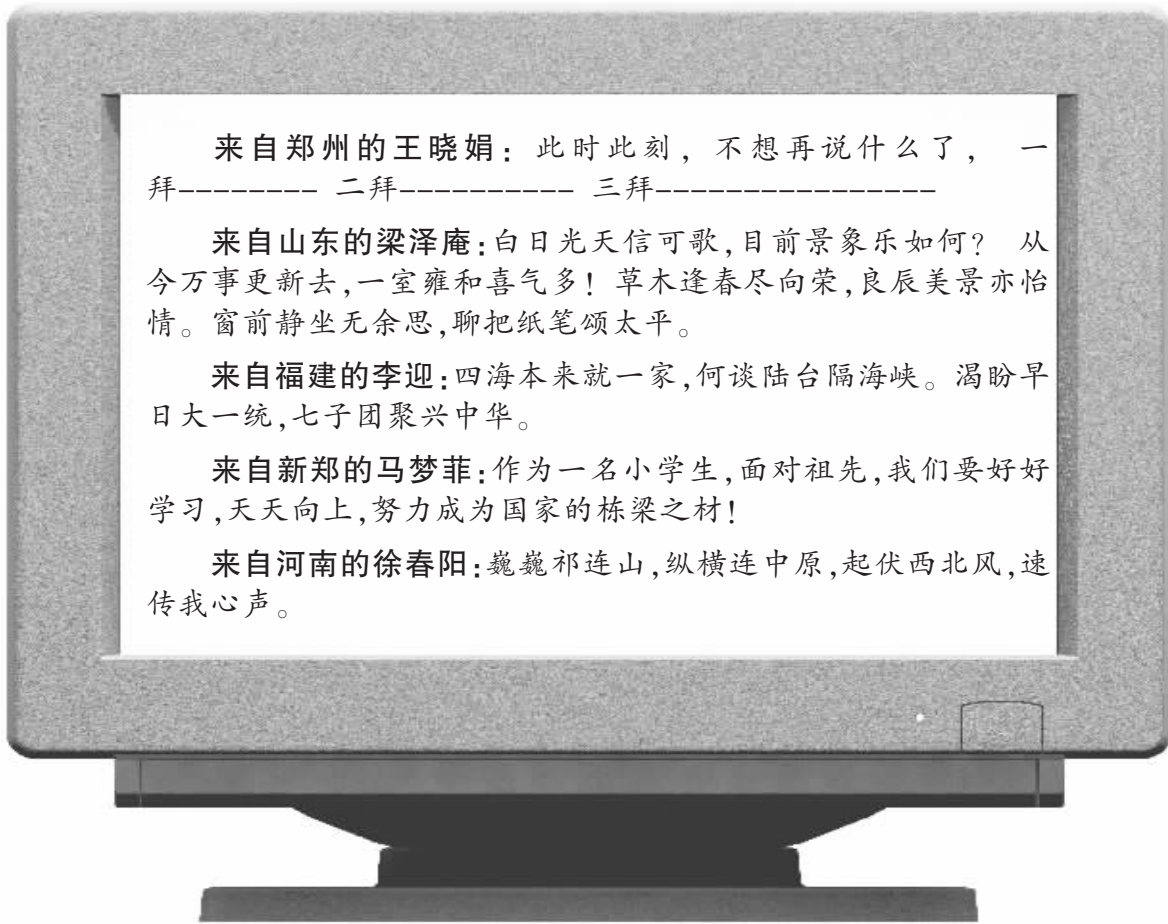 来自郑州的王晓娟：此时此刻，不想再说什么了， 一
拜-------- 二拜---------- 三拜----------------
来自山东的梁泽庵：白日光天信可歌，目前景象乐如何？ 从
今万事更新去，一室雍和喜气多！草木逢春尽向荣，良辰美景亦怡
情。窗前静坐无余思，聊把纸笔颂太平。
来自福建的李迎：四海本来就一家，何谈陆台隔海峡。渴盼早
日大一统，七子团聚兴中华。
来自新郑的马梦菲：作为一名小学生，面对祖先，我们要好好
学习，天天向上，努力成为国家的栋梁之材！
来自河南的徐春阳：巍巍祁连山，纵横连中原，起伏西北风，速
传我心声。